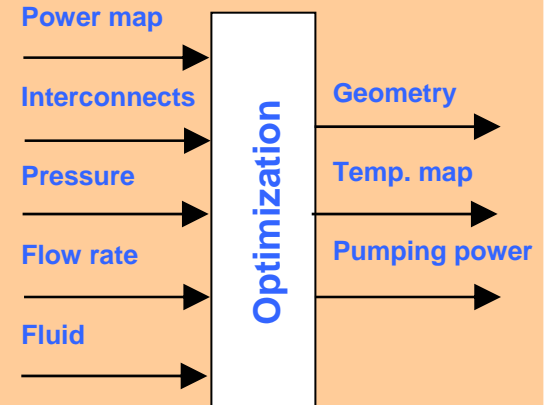 Power map
Interconnects
Pressure
Flow rate
Fluid
Optimization
Geometry
Temp. map
Pumping power